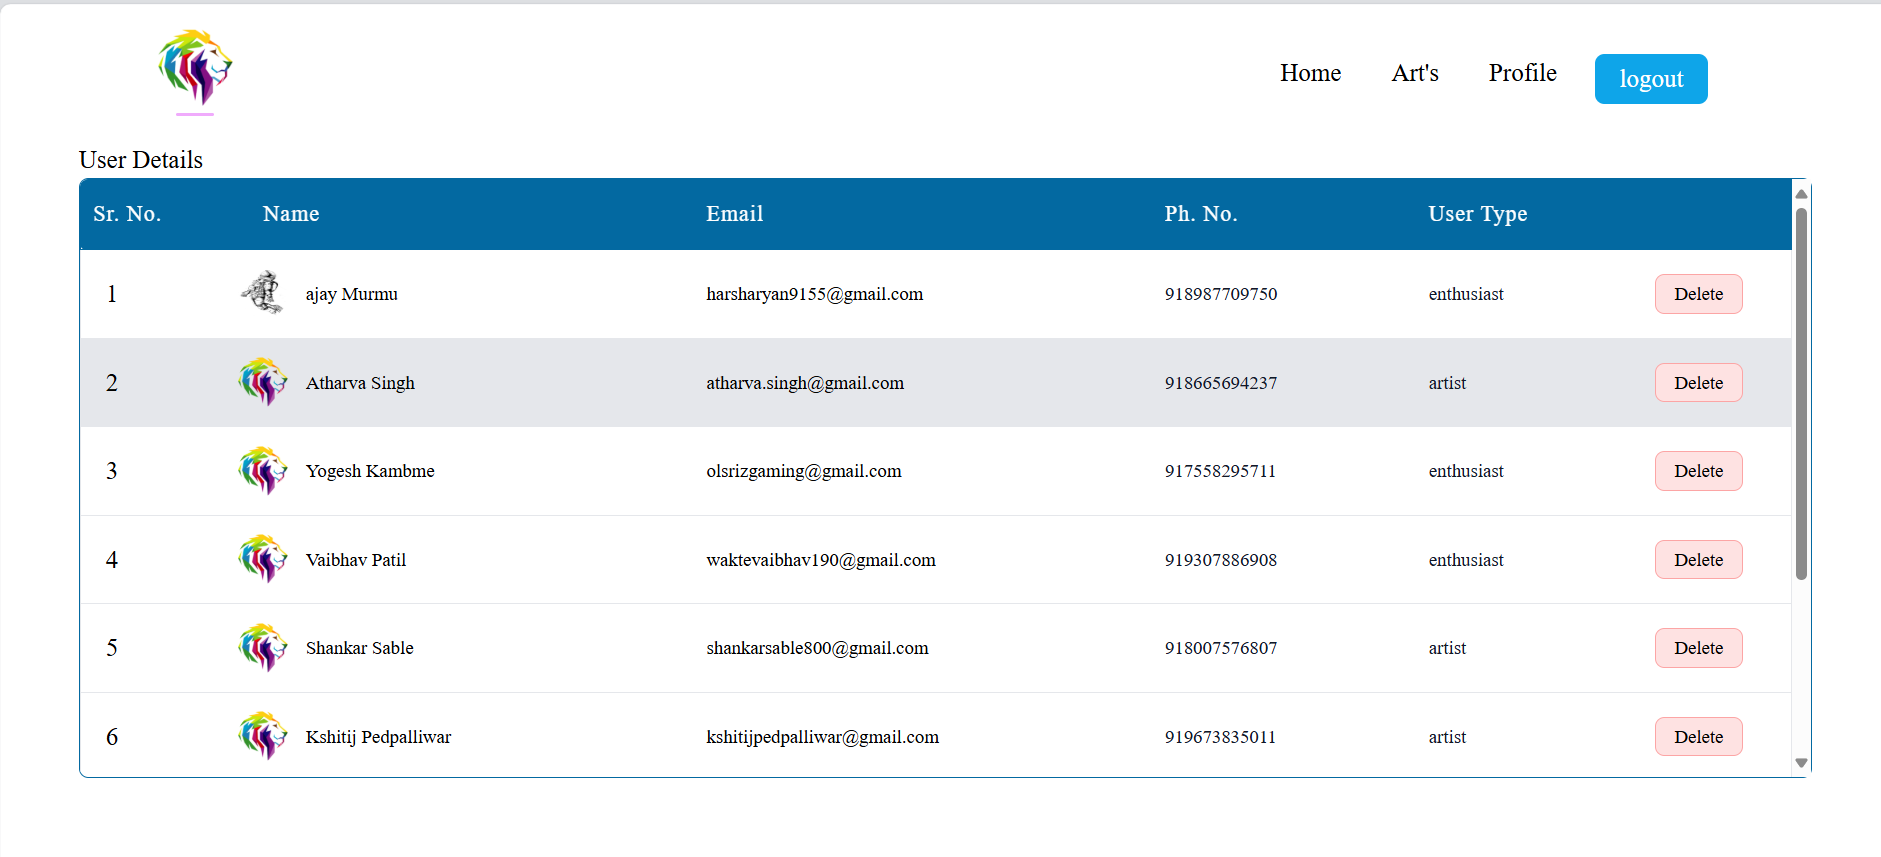 Home Art's Profile logout
User Details
Sr. No. Name Email Ph. No. User Type
1 ajay Murmu harsharyan9155@gmail.com 918987709750 enthusiast Delete
2 Atharva Singh atharva.singh@gmail.com 918665694237 artist Delete
3 Yogesh Kambme olsrizgaming@gmail.com 917558295711 enthusiast Delete
4 Vaibhav Patil waktevaibhav190@gmail.com 919307886908 enthusiast Delete
5 Shankar Sable shankarsable800@gmail.com 918007576807 artist Delete
6 Kshitij Pedpalliwar kshitijpedpalliwar@gmail.com 919673835011 artist Delete